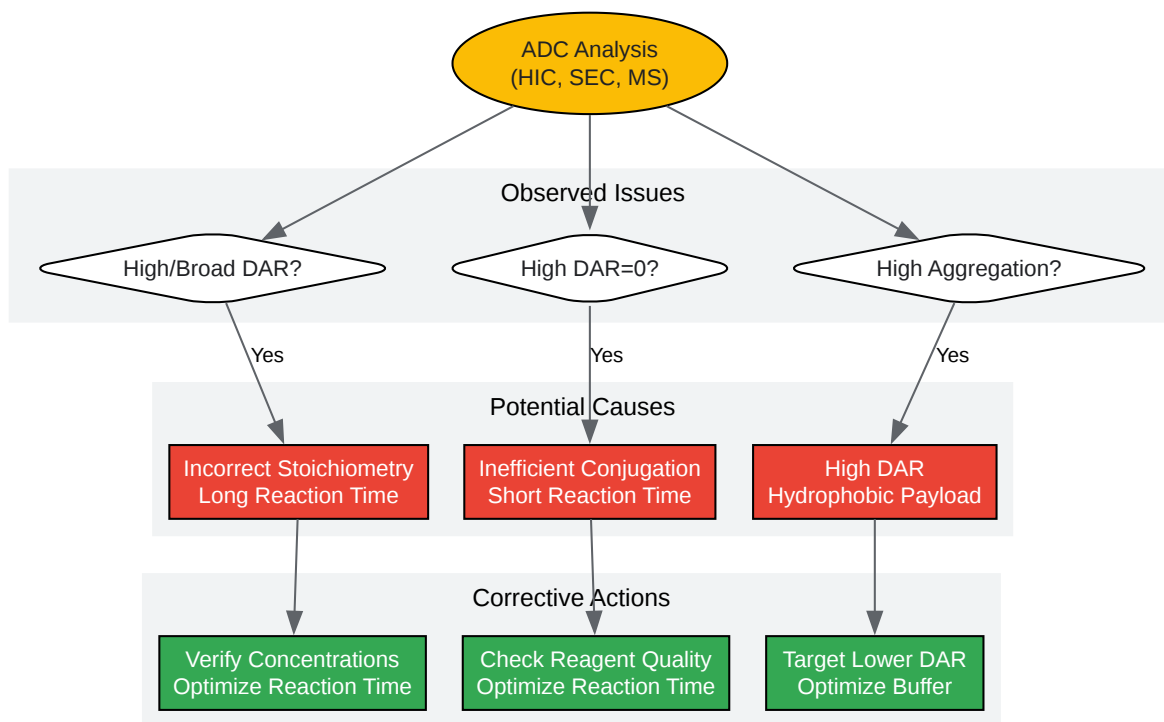 ADC Analysis
(HIC, SEC, MS)
Observed Issues
High/Broad DAR?
High DAR=0?
High Aggregation?
Yes
Yes
Yes
Potential Causes
Incorrect Stoichiometry
Long Reaction Time
Inefficient Conjugation
Short Reaction Time
High DAR
Hydrophobic Payload
Corrective Actions
Verify Concentrations
Optimize Reaction Time
Check Reagent Quality
Optimize Reaction Time
Target Lower DAR
Optimize Buffer